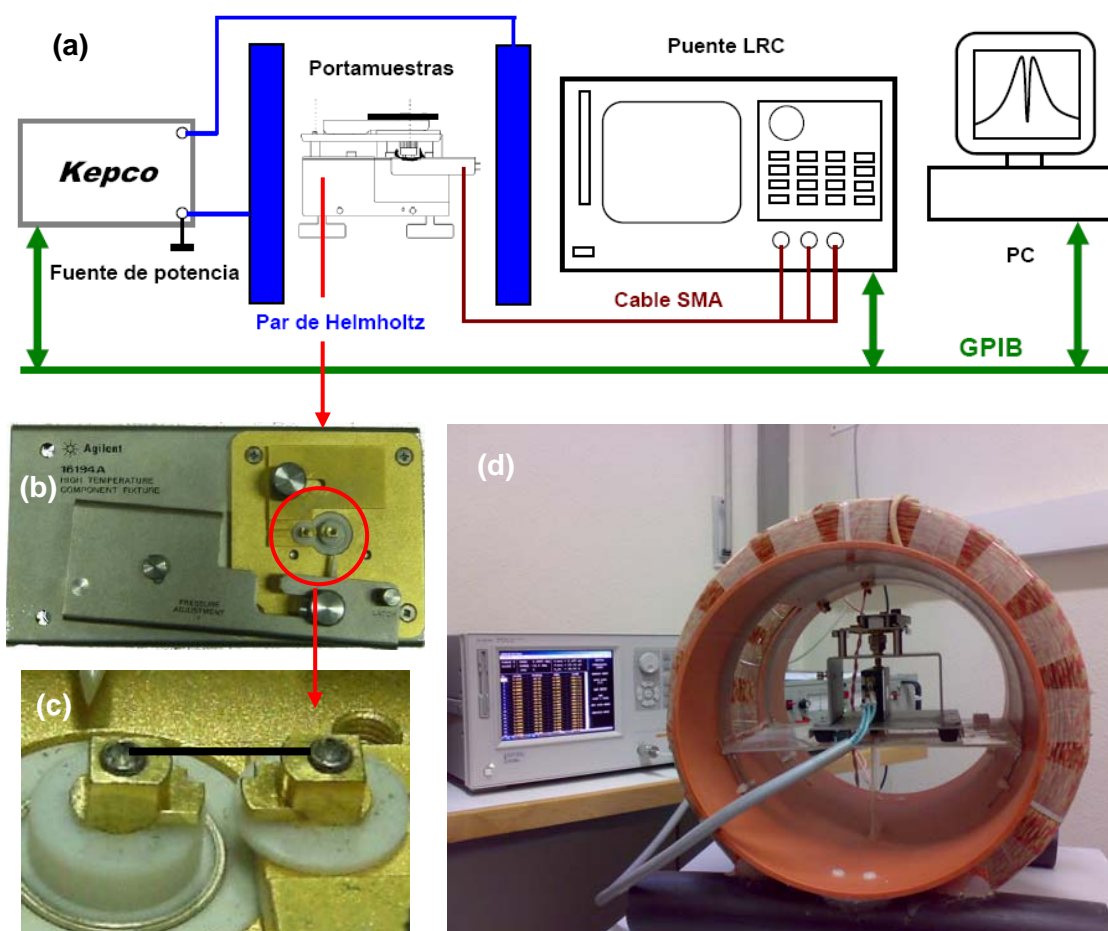 (a)
Puente LRC
Portamuestras
Kepco
Fuente de potencia
PC
Cable SMA
Par de Helmholtz
GPIB
(b)
Agilent
16194A
HIGH TEMPERATURE
COMPONENT FIXTURE
PRESSURE
ADJUSTMENT
LATCH
(c)
(d)